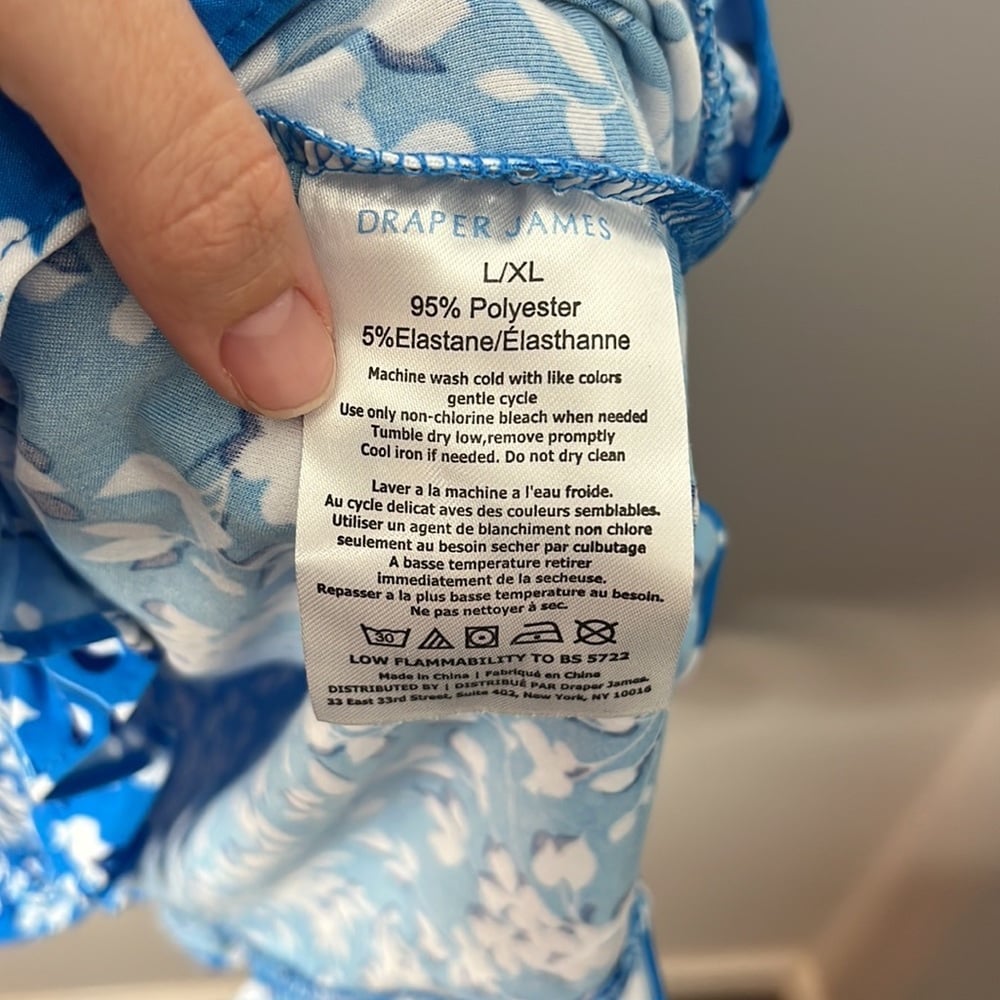 DRAPER JAMES
L/XL
95% Polyester
5%Elastane/Élasthanne
Machine wash cold with like colors
gentle cycle
Use only non-chlorine bleach when needed
Tumble dry low,remove promptly
Cool iron if needed. Do not dry clean
Laver a la machine a l'eau froide.
Au cycle delicat aves des couleurs semblables.
Utiliser un agent de blanchiment non chlore
seulement au besoin secher par culbutage
A basse temperature retirer
immediatement de la secheuse.
Repasser a la plus basse temperature au besoin.
Ne pas nettoyer à sec.
30
LOW FLAMMABILITY TO BS 5722
Made in China | Fabriqué en China
DISTRIBUTED BY | DISTRIBUÉ PAR Draper James.
33 East 33rd Street, Suite 402, New York, NY 10016